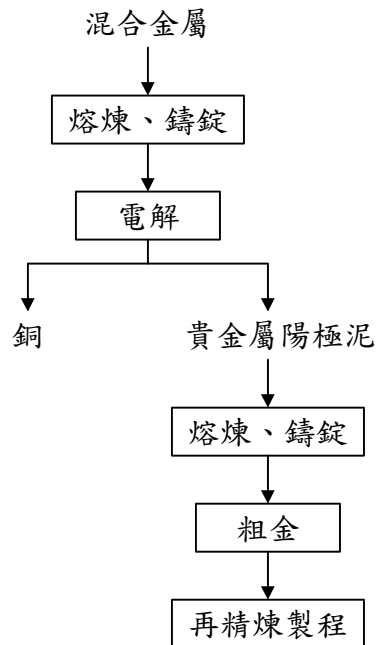 混合金屬
熔煉、鑄錠
電解
銅
貴金屬陽極泥
熔煉、鑄錠
粗金
再精煉製程